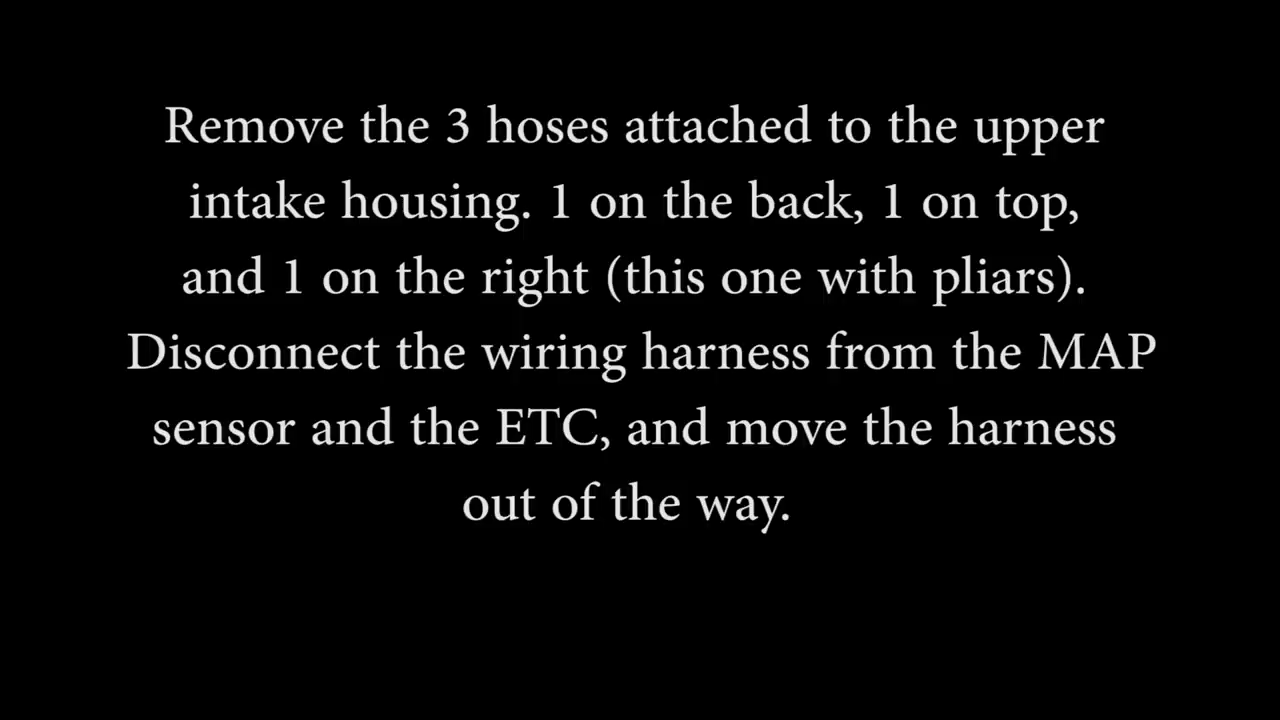 Remove the 3 hoses attached to the upper
intake housing. 1 on the back, 1 on top,
and 1 on the right (this one with pliars).
Disconnect the wiring harness from the MAP
sensor and the ETC, and move the harness
out of the way.